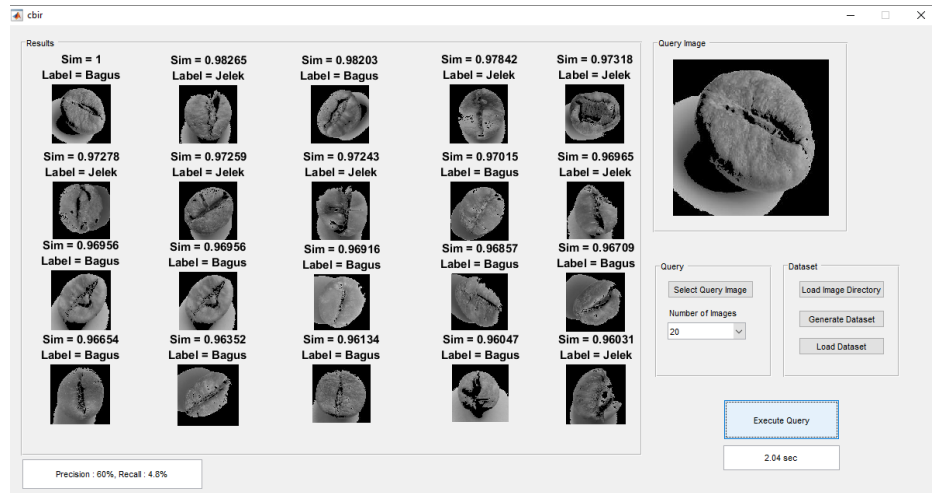 cbir
Results
Sim = 1 Sim = 0.98265 Sim = 0.98203 Sim = 0.97842 Sim = 0.97318
Label = Bagus Label = Jelek Label = Bagus Label = Jelek Label = Jelek
Sim = 0.97278 Sim = 0.97259 Sim = 0.97243 Sim = 0.97015 Sim = 0.96965
Label = Jelek Label = Jelek Label = Jelek Label = Bagus Label = Jelek
Sim = 0.96956 Sim = 0.96956 Sim = 0.96916 Sim = 0.96857 Sim = 0.96709
Label = Bagus Label = Bagus Label = Bagus Label = Bagus Label = Bagus
Sim = 0.96654 Sim = 0.96352 Sim = 0.96134 Sim = 0.96047 Sim = 0.96031
Label = Bagus Label = Bagus Label = Bagus Label = Bagus Label = Jelek
Precision : 60%, Recall : 4.8%
Query Image
Query
Select Query Image
Number of Images
20
Dataset
Load Image Directory
Generate Dataset
Load Dataset
Execute Query
2.04 sec